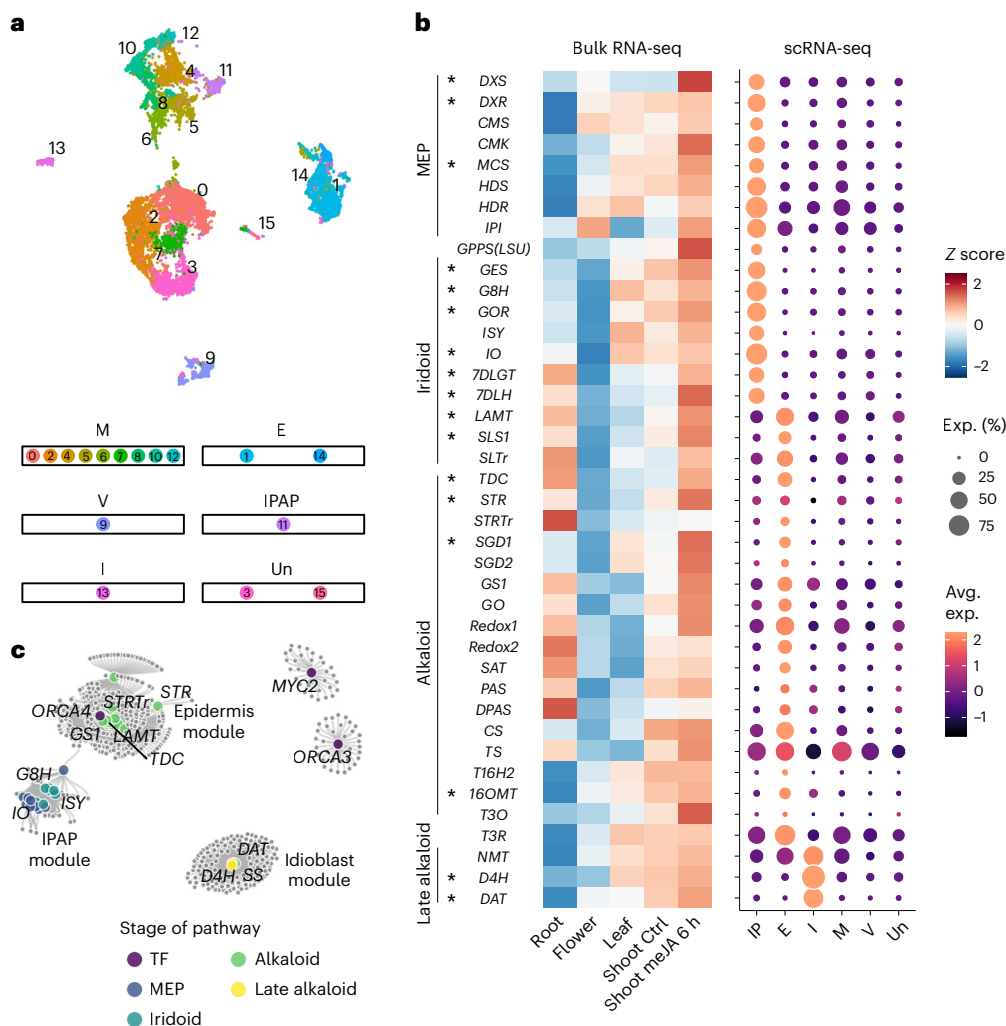 a
12
10
4
11
8
5
6
13
0
14
1
2
15
7
3
9
M
E
0 2 4 5 6 7 8 10 12
1 14
V
IPAP
9
11
I
Un
13
3 15
b
Bulk RNA-seq
scRNA-seq
MEP
* DXS
* DXR
CMS
CMK
* MCS
HDS
HDR
IPI
GPPS(LSU)
Iridoid
* GES
* G8H
* GOR
ISY
* IO
* 7DLGT
* 7DLH
* LAMT
* SLS1
SLTr
Alkaloid
* TDC
* STR
STRTr
* SGD1
SGD2
GS1
GO
Redox1
Redox2
SAT
PAS
DPAS
CS
TS
T16H2
* 16OMT
T3O
T3R
Late alkaloid
NMT
* D4H
* DAT
Root
Flower
Leaf
Shoot Ctrl
Shoot meJA 6 h
IP
E
I
M
V
Un
Z score
2
0
−2
Exp. (%)
0
25
50
75
Avg.
exp.
2
1
0
−1
c
MYC2
STRTr
STR
ORCA4
Epidermis
module
GS1
LAMT
TDC
ORCA3
G8H
ISY
IO
IPAP
module
DAT
Idioblast
module
D4H
SS
Stage of pathway
TF
Alkaloid
MEP
Late alkaloid
Iridoid